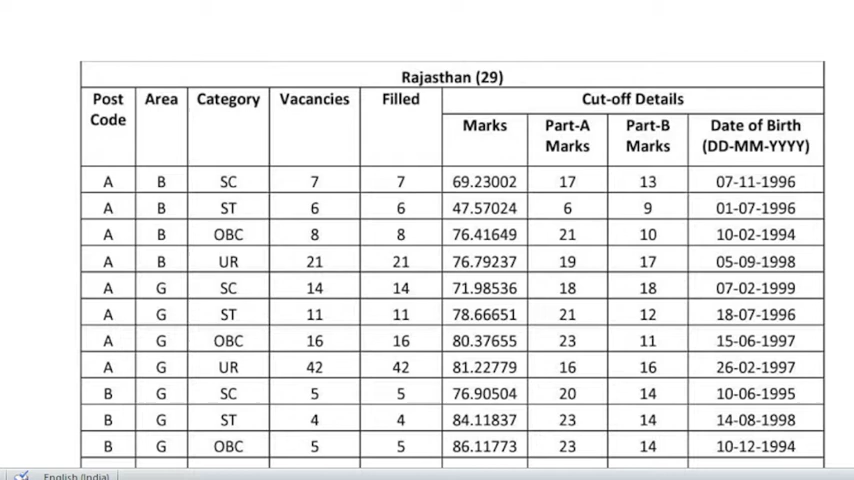 Rajasthan (29)
Post Code Area Category Vacancies Filled Cut-off Details
Marks Part-A Marks Part-B Marks Date of Birth (DD-MM-YYYY)
A B SC 7 7 69.23002 17 13 07-11-1996
A B ST 6 6 47.57024 6 9 01-07-1996
A B OBC 8 8 76.41649 21 10 10-02-1994
A B UR 21 21 76.79237 19 17 05-09-1998
A G SC 14 14 71.98536 18 18 07-02-1999
A G ST 11 11 78.66651 21 12 18-07-1996
A G OBC 16 16 80.37655 23 11 15-06-1997
A G UR 42 42 81.22779 16 16 26-02-1997
B G SC 5 5 76.90504 20 14 10-06-1995
B G ST 4 4 84.11837 23 14 14-08-1998
B G OBC 5 5 86.11773 23 14 10-12-1994
English (India)